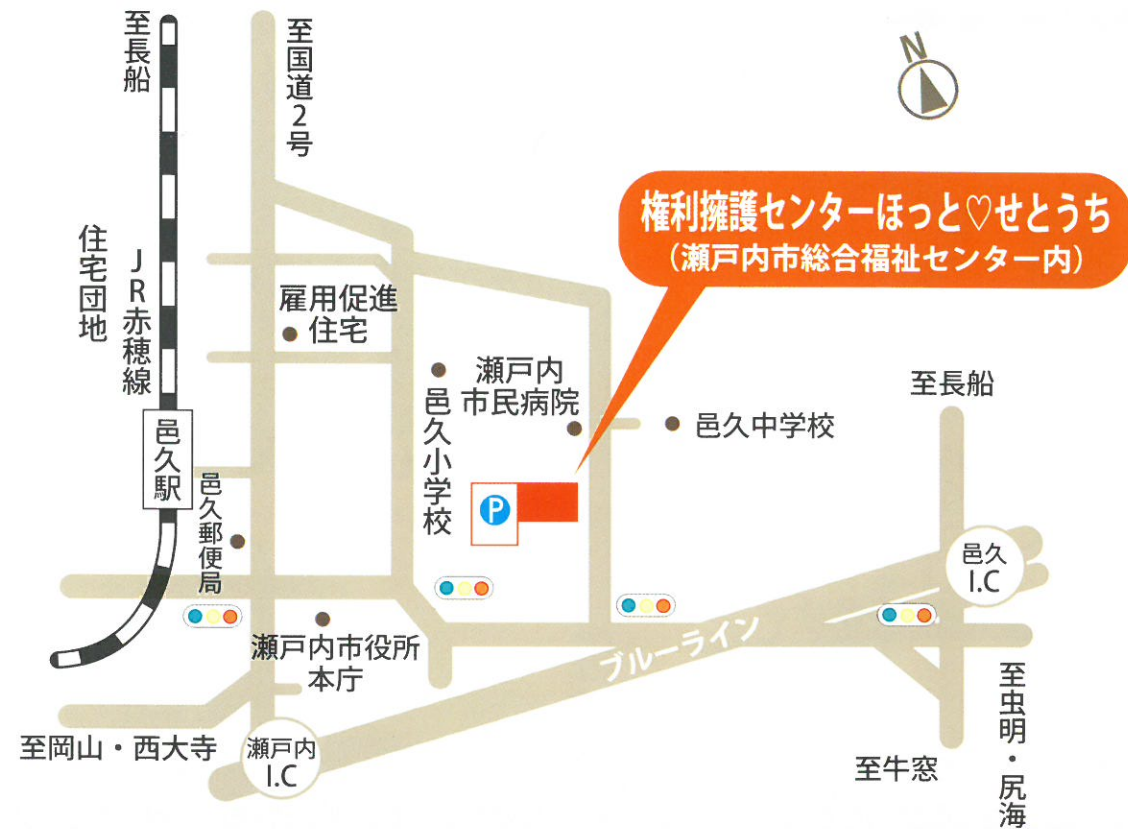 至長船
至国道2号
N
権利擁護センターほっと♡せとうち
(瀬戸内市総合福祉センター内)
住宅団地
JR赤穂線
雇用促進
住宅
瀬戸内
市民病院
邑久小学校
邑久中学校
至長船
邑久駅
邑久郵便局
P
邑久
I.C
瀬戸内市役所
本庁
ブルーライン
至岡山・西大寺
瀬戸内
I.C
至牛窓
至虫明・尻海